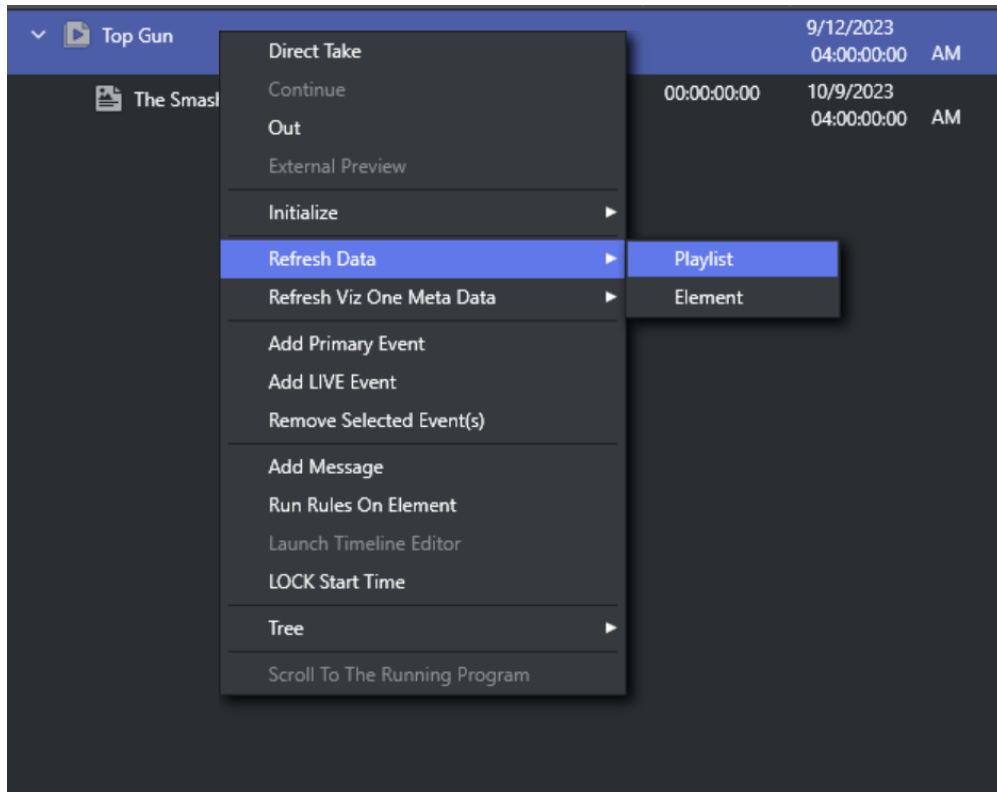 Top Gun
9/12/2023
04:00:00:00 AM
The Smas
00:00:00:00
10/9/2023
04:00:00:00 AM
Direct Take
Continue
Out
External Preview
Initialize
Refresh Data
Playlist
Refresh Viz One Meta Data
Element
Add Primary Event
Add LIVE Event
Remove Selected Event(s)
Add Message
Run Rules On Element
Launch Timeline Editor
LOCK Start Time
Tree
Scroll To The Running Program